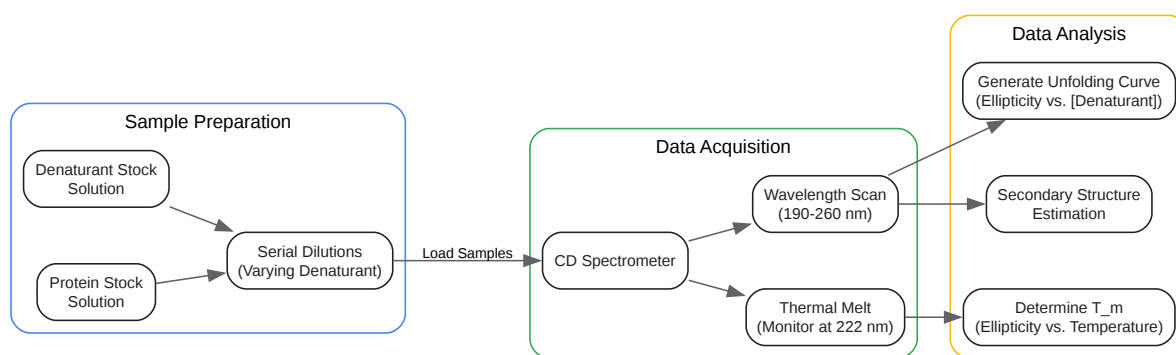 Sample Preparation
Denaturant Stock
Solution
Protein Stock
Solution
Serial Dilutions
(Varying Denaturant)
Load Samples
Data Acquisition
CD Spectrometer
Wavelength Scan
(190-260 nm)
Thermal Melt
(Monitor at 222 nm)
Data Analysis
Generate Unfolding Curve
(Ellipticity vs. [Denaturant])
Secondary Structure
Estimation
Determine T_m
(Ellipticity vs. Temperature)